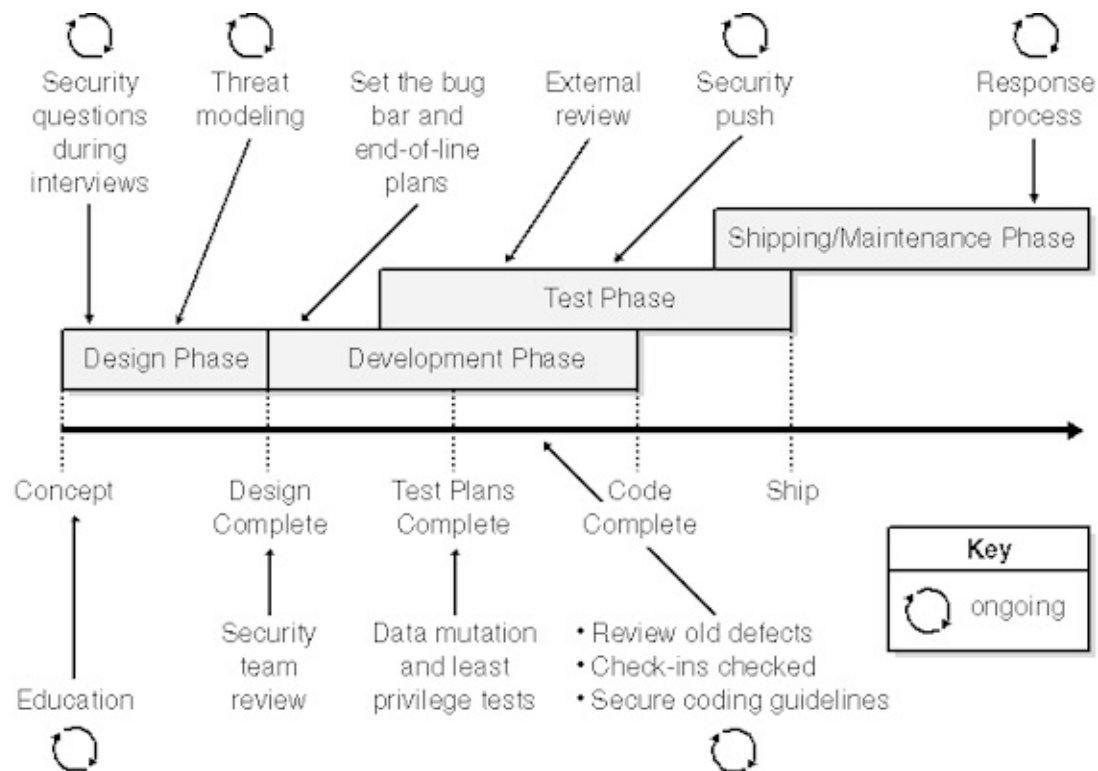 Security
questions
during
interviews
Threat
modeling
Set the bug
bar and
end-of-line
plans
External
review
Security
push
Response
process
Shipping/Maintenance Phase
Test Phase
Design Phase
Development Phase
Concept
Design
Complete
Test Plans
Complete
Code
Complete
Ship
Key
ongoing
Education
Security
team
review
Data mutation
and least
privilege tests
• Review old defects
• Check-ins checked
• Secure coding guidelines